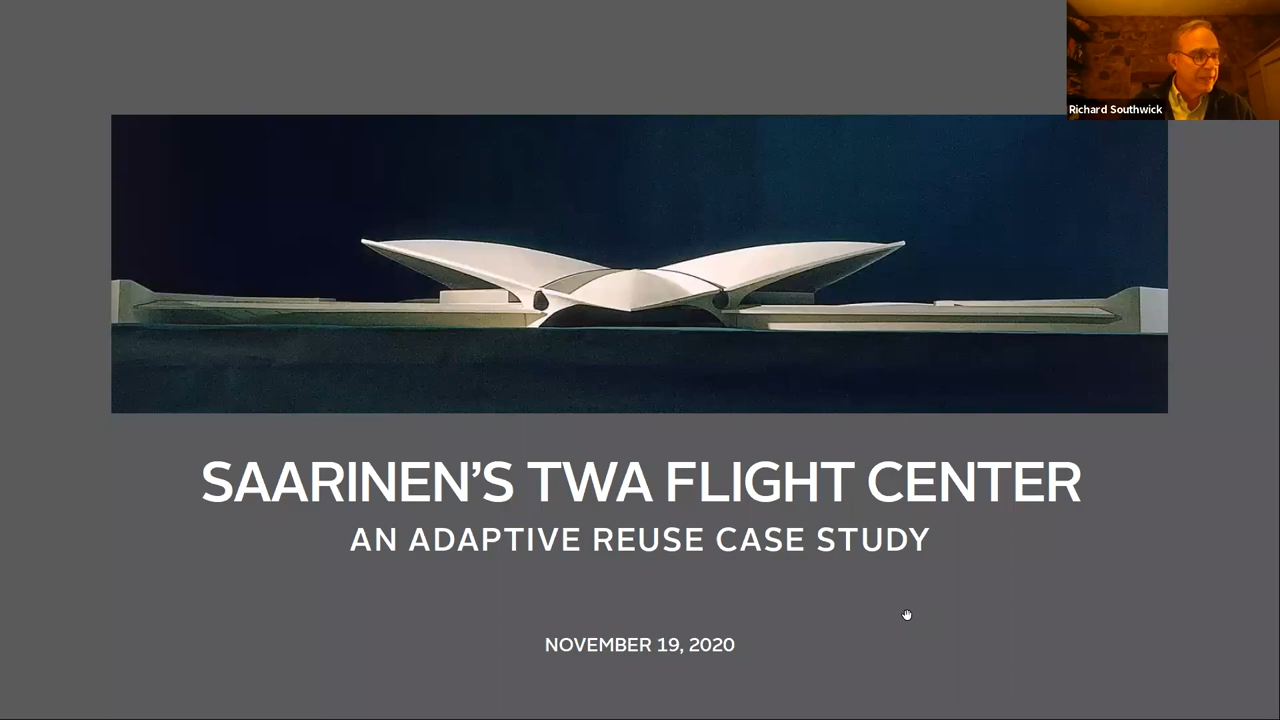 Richard Southwick
SAARINEN’S TWA FLIGHT CENTER
AN ADAPTIVE REUSE CASE STUDY
NOVEMBER 19, 2020